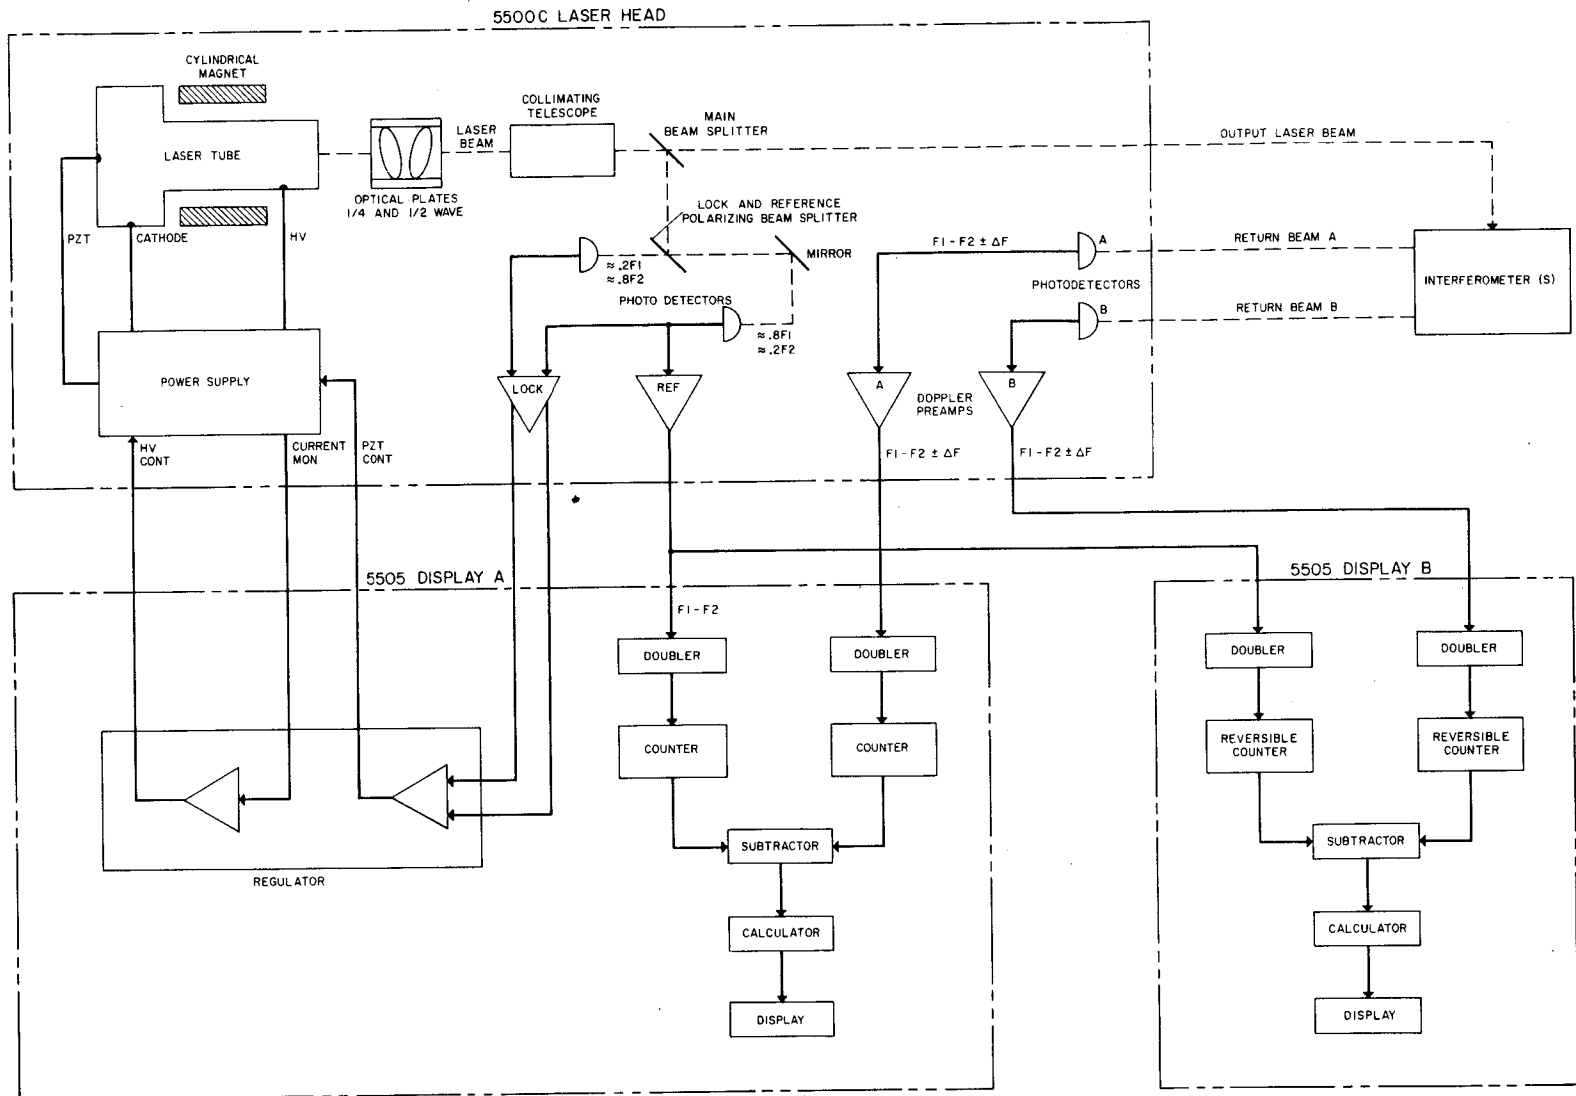 5500C LASER HEAD
CYLINDRICAL
MAGNET
LASER TUBE
OPTICAL PLATES
1/4 AND 1/2 WAVE
LASER
BEAM
COLLIMATING
TELESCOPE
MAIN
BEAM SPLITTER
OUTPUT LASER BEAM
PZT
CATHODE
HV
LOCK AND REFERENCE
POLARIZING BEAM SPLITTER
MIRROR
≈ .2F1
≈ .8F2
PHOTO DETECTORS
≈ .8F1
≈ .2F2
F1-F2 ± ΔF
A
PHOTODETECTORS
B
RETURN BEAM A
RETURN BEAM B
INTERFEROMETER (S)
POWER SUPPLY
LOCK
REF
A
DOPPLER
PREAMPS
B
HV
CONT
CURRENT
MON
PZT
CONT
F1-F2 ± ΔF
F1-F2 ± ΔF
5505 DISPLAY A
F1-F2
DOUBLER
DOUBLER
COUNTER
COUNTER
SUBTRACTOR
CALCULATOR
DISPLAY
REGULATOR
5505 DISPLAY B
DOUBLER
DOUBLER
REVERSIBLE
COUNTER
REVERSIBLE
COUNTER
SUBTRACTOR
CALCULATOR
DISPLAY